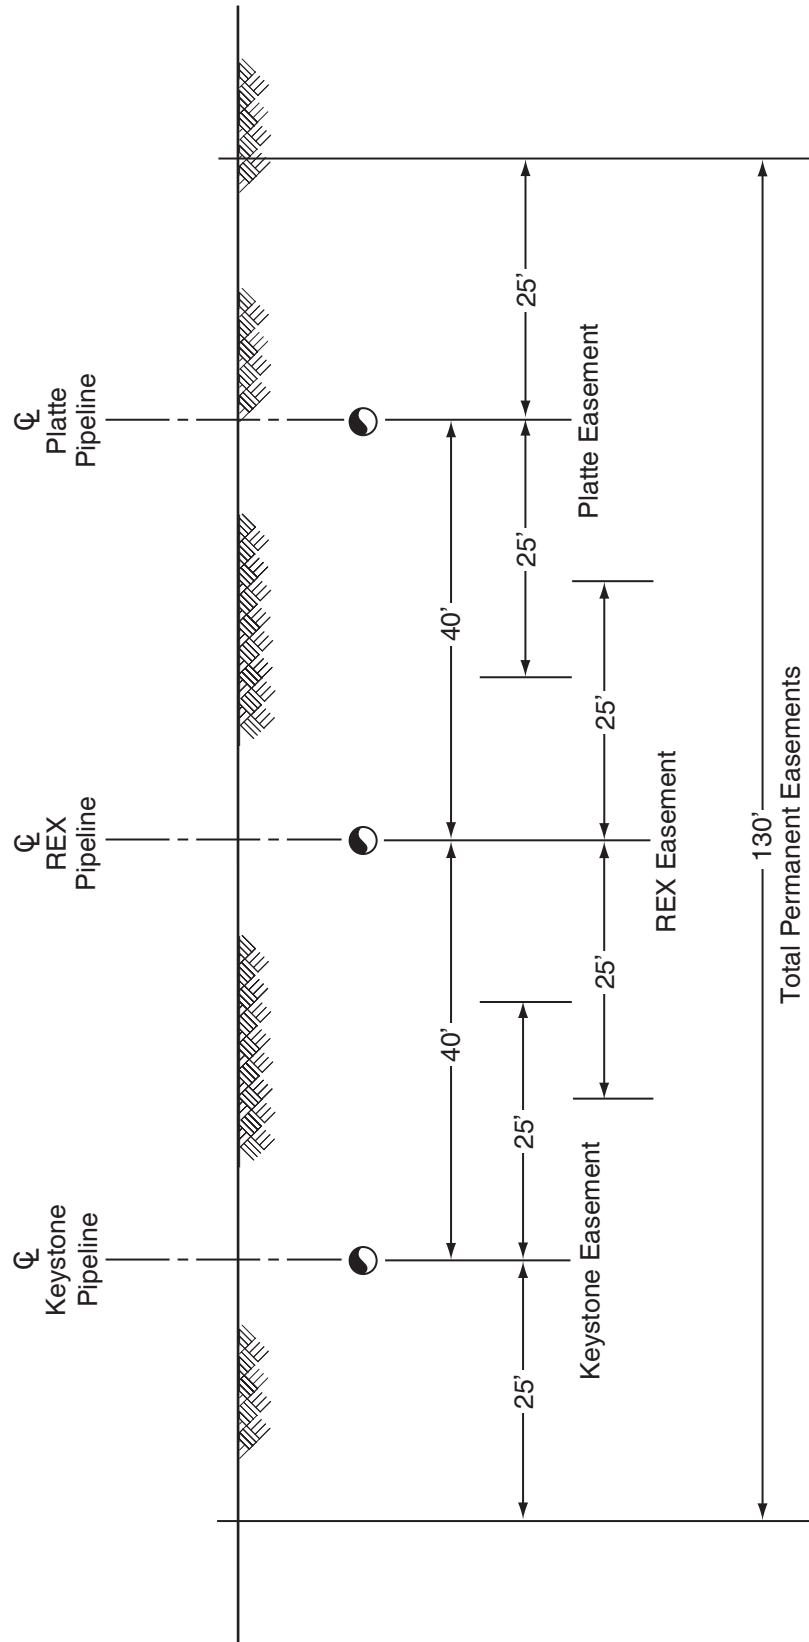 ℄
Keystone
Pipeline
℄
REX
Pipeline
℄
Platte
Pipeline
40’
40’
25’
25’
25’
25’
Keystone Easement
Platte Easement
25’
25’
REX Easement
130’
Total Permanent Easements